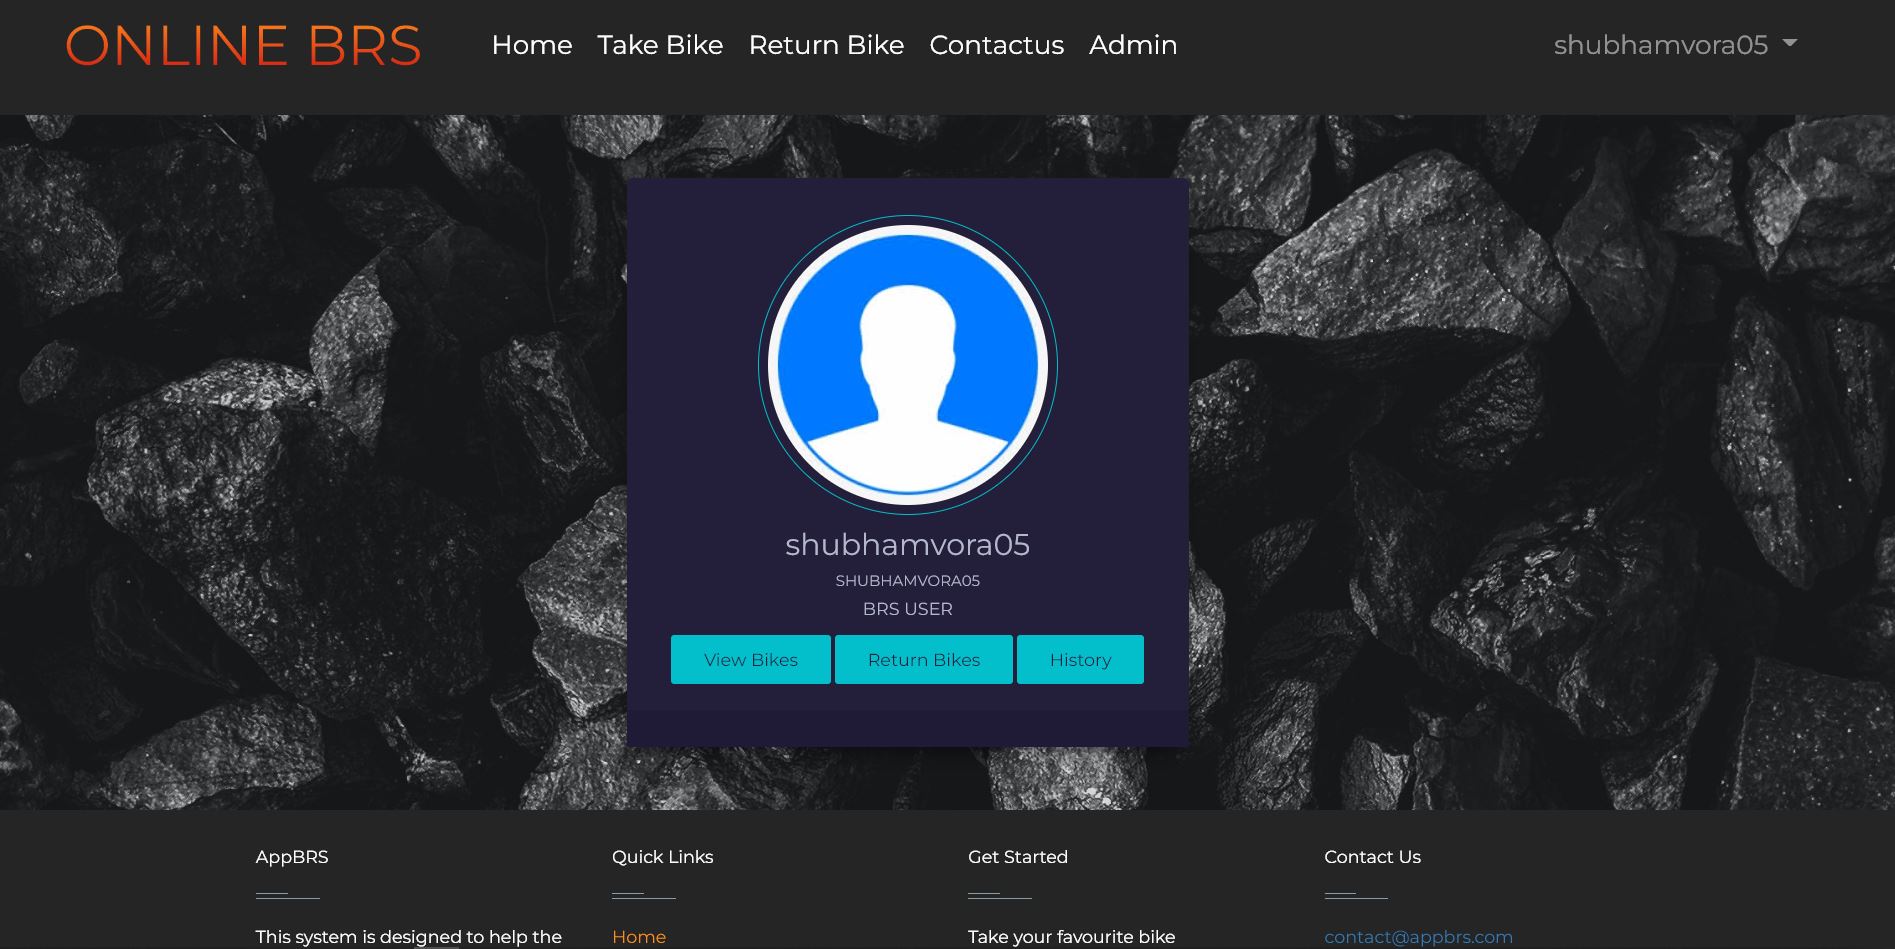 ONLINE BRS
Home Take Bike Return Bike Contactus Admin
shubhamvora05
shubhamvora05
SHUBHAMVORA05
BRS USER
View Bikes Return Bikes History
AppBRS
This system is designed to help the
Quick Links
Home
Get Started
Take your favourite bike
Contact Us
contact@appbrs.com